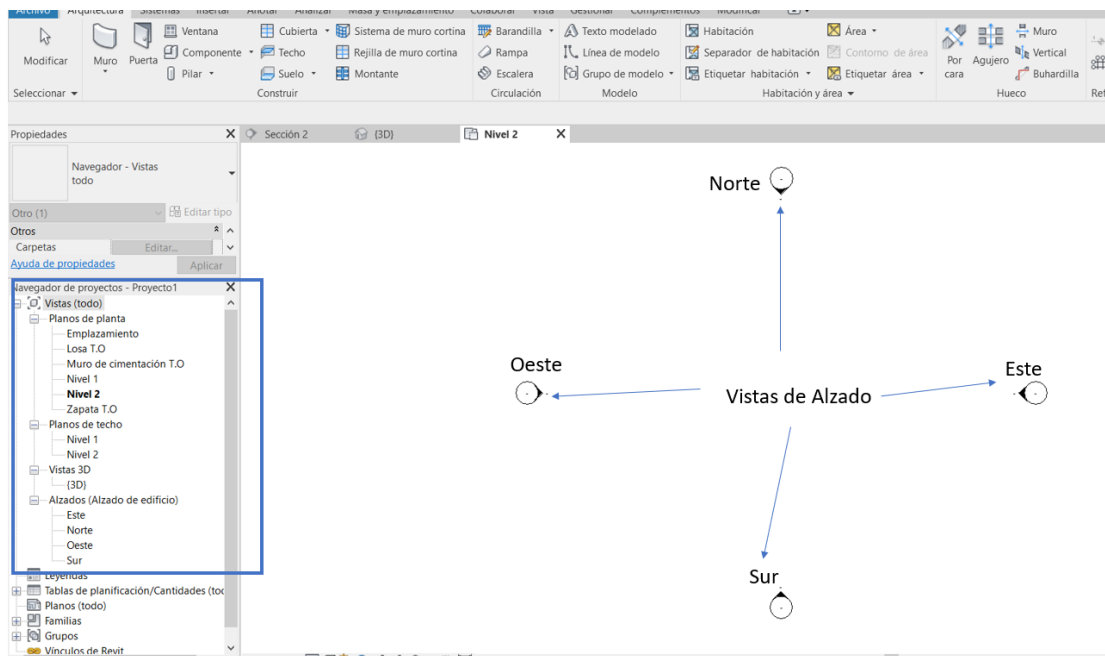 Archivo Arquitectura Sistemas Insertar Anotar Analizar Masa y emplazamiento Colaborar Vista Gestionar Complementos Modificar
Modificar
Muro
Puerta
Ventana
Componente
Pilar
Cubierta
Techo
Suelo
Sistema de muro cortina
Rejilla de muro cortina
Montante
Barandilla
Rampa
Escalera
Texto modelado
Línea de modelo
Grupo de modelo
Habitación
Separador de habitación
Etiquetar habitación
Área
Contorno de área
Etiquetar área
Por cara
Agujero
Muro
Vertical
Buhardilla
Seleccionar
Construir
Circulación
Modelo
Habitación y área
Hueco
Ref
Propiedades X
Sección 2
{3D}
Nivel 2 X
Navegador - Vistas
todo
Otro (1)
Editar tipo
Otros
Carpetas
Editar...
Ayuda de propiedades
Aplicar
Navegador de proyectos - Proyecto1 X
Vistas (todo)
Planos de planta
Emplazamiento
Losa T.O
Muro de cimentación T.O
Nivel 1
Nivel 2
Zapata T.O
Planos de techo
Nivel 1
Nivel 2
Vistas 3D
{3D}
Alzados (Alzado de edificio)
Este
Norte
Oeste
Sur
Leyendas
Tablas de planificación/Cantidades (toc
Planos (todo)
Familias
Grupos
Vínculos de Revit
Norte
Oeste
Este
Vistas de Alzado
Sur